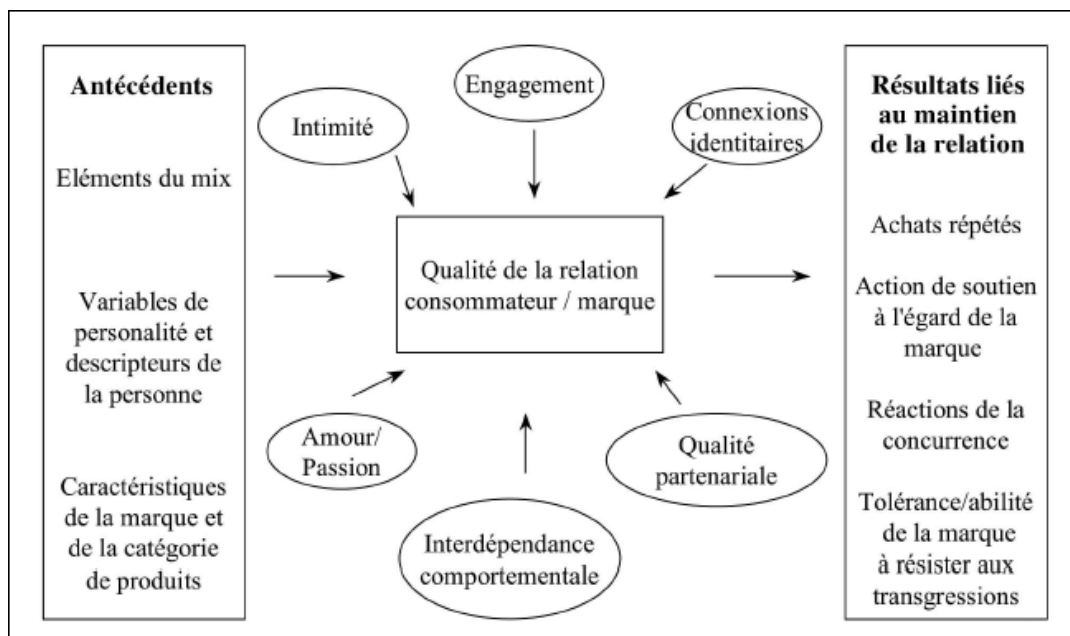 Antécédents
Eléments du mix
Variables de
personalité et
descripteurs de
la personne
Caractéristiques
de la marque et
de la catégorie
de produits
Intimité
Engagement
Connexions
identitaires
Qualité de la relation
consommateur / marque
Amour/
Passion
Interdépendance
comportementale
Qualité
partenariale
Résultats liés
au maintien
de la relation
Achats répétés
Action de soutien
à l'égard de la
marque
Réactions de la
concurrence
Tolérance/abilité
de la marque
à résister aux
transgressions